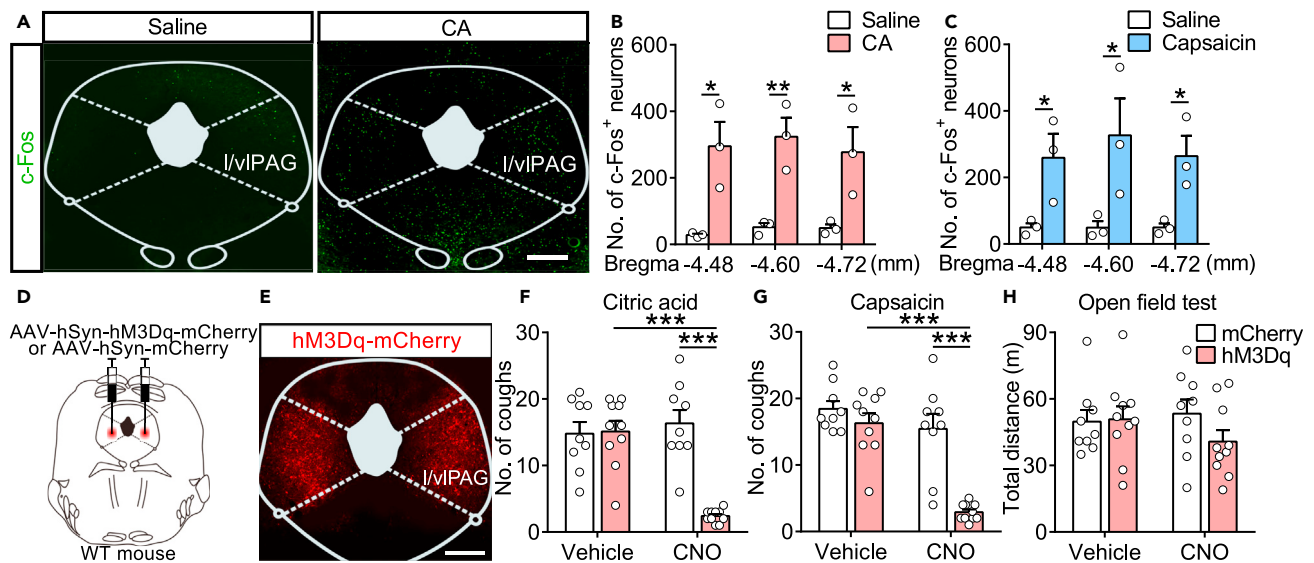 A
Saline
CA
c-Fos
l/vlPAG
B
Saline
CA
No. of c-Fos+ neurons
600
400
200
0
*
**
*
Bregma -4.48 -4.60 -4.72 (mm)
C
Saline
Capsaicin
No. of c-Fos+ neurons
600
400
200
0
*
*
*
Bregma -4.48 -4.60 -4.72 (mm)
D
AAV-hSyn-hM3Dq-mCherry
or AAV-hSyn-mCherry
WT mouse
E
hM3Dq-mCherry
l/vlPAG
F
Citric acid
No. of coughs
30
20
10
0
***
***
Vehicle CNO
G
Capsaicin
No. of coughs
30
20
10
0
***
***
Vehicle CNO
H
Open field test
mCherry
hM3Dq
Total distance (m)
90
60
30
0
Vehicle CNO